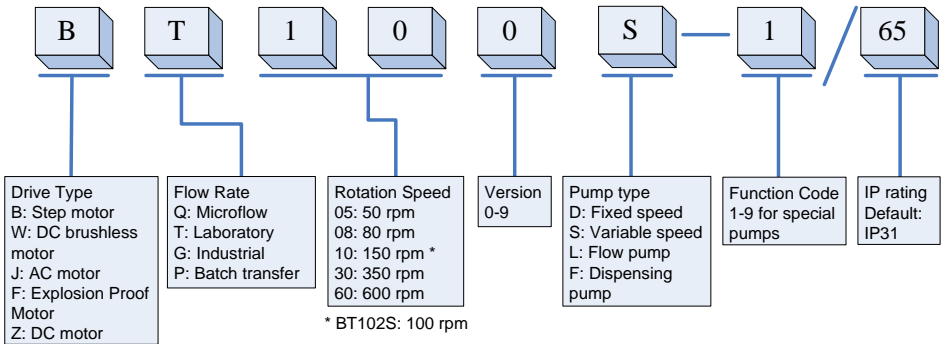 B T 1 0 0 S 1 65
Drive Type
B: Step motor
W: DC brushless
motor
J: AC motor
F: Explosion Proof
Motor
Z: DC motor
Flow Rate
Q: Microflow
T: Laboratory
G: Industrial
P: Batch transfer
Rotation Speed
05: 50 rpm
08: 80 rpm
10: 150 rpm *
30: 350 rpm
60: 600 rpm
* BT102S: 100 rpm
Version
0-9
Pump type
D: Fixed speed
S: Variable speed
L: Flow pump
F: Dispensing
pump
Function Code
1-9 for special
pumps
IP rating
Default:
IP31